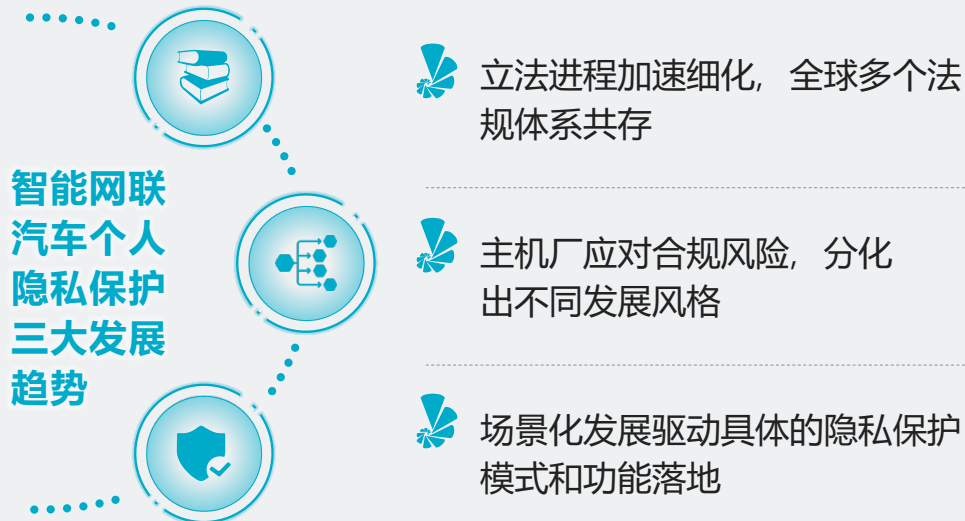 智能网联
汽车个人
隐私保护
三大发展
趋势
立法进程加速细化，全球多个法
规体系共存
主机厂应对合规风险，分化
出不同发展风格
场景化发展驱动具体的隐私保护
模式和功能落地